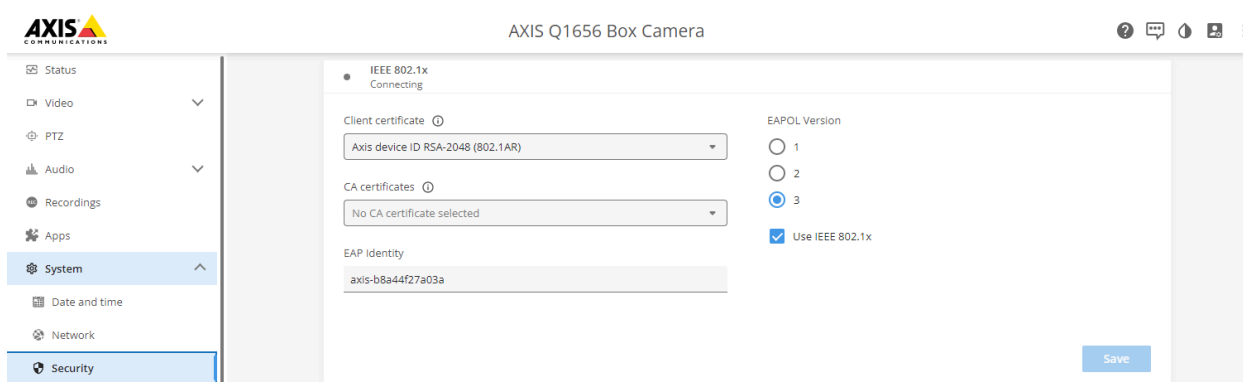 AXIS
COMMUNICATIONS
AXIS Q1656 Box Camera
Status
Video
PTZ
Audio
Recordings
Apps
System
Date and time
Network
Security
IEEE 802.1x
Connecting
Client certificate
Axis device ID RSA-2048 (802.1AR)
CA certificates
No CA certificate selected
EAP Identity
axis-b8a44f27a03a
EAPOL Version
1
2
3
Use IEEE 802.1x
Save